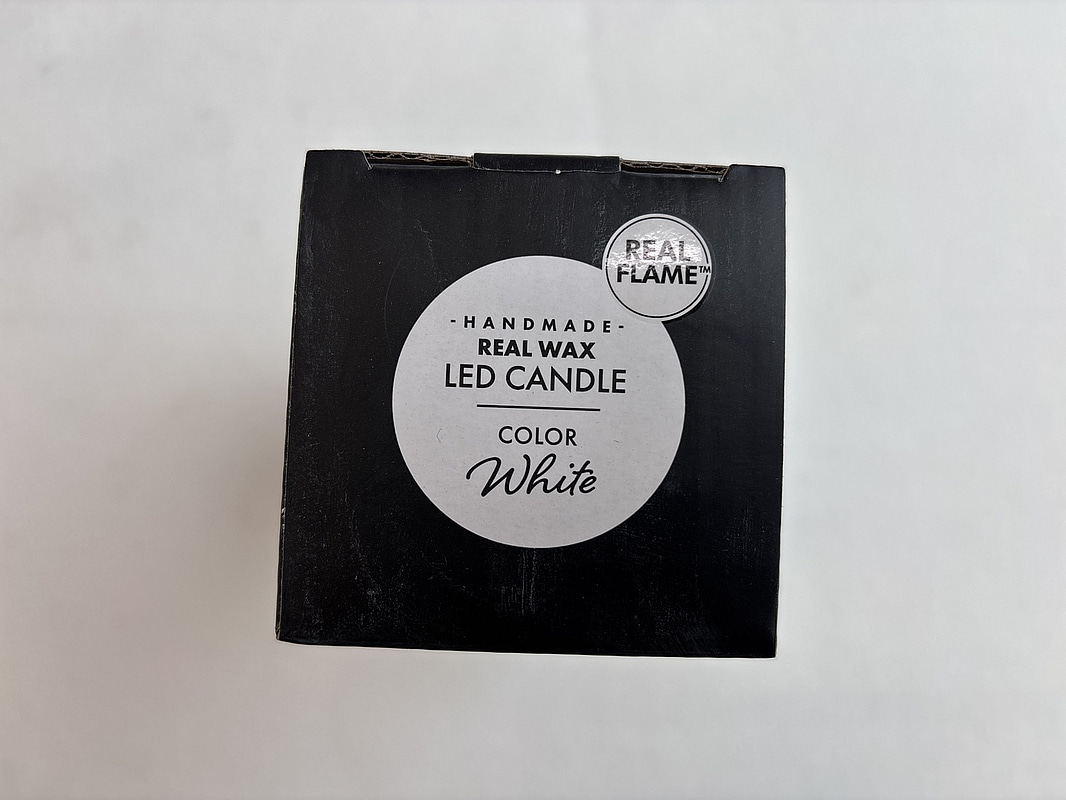 REAL
FLAME™
-HANDMADE-
REAL WAX
LED CANDLE
COLOR
White